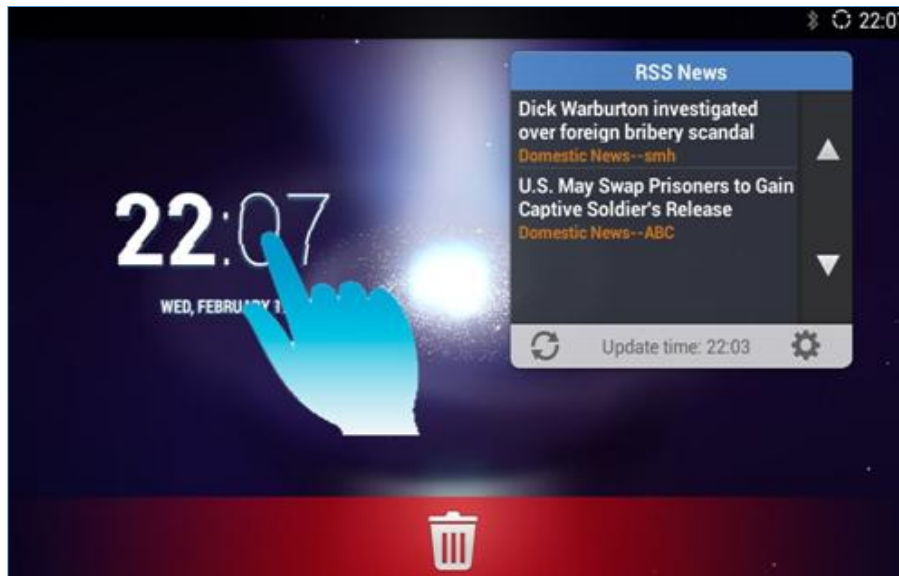 22:07
RSS News
Dick Warburton investigated
over foreign bribery scandal
Domestic News--smh
U.S. May Swap Prisoners to Gain
Captive Soldier's Release
Domestic News--ABC
22:07
WED, FEBRUARY
Update time: 22:03